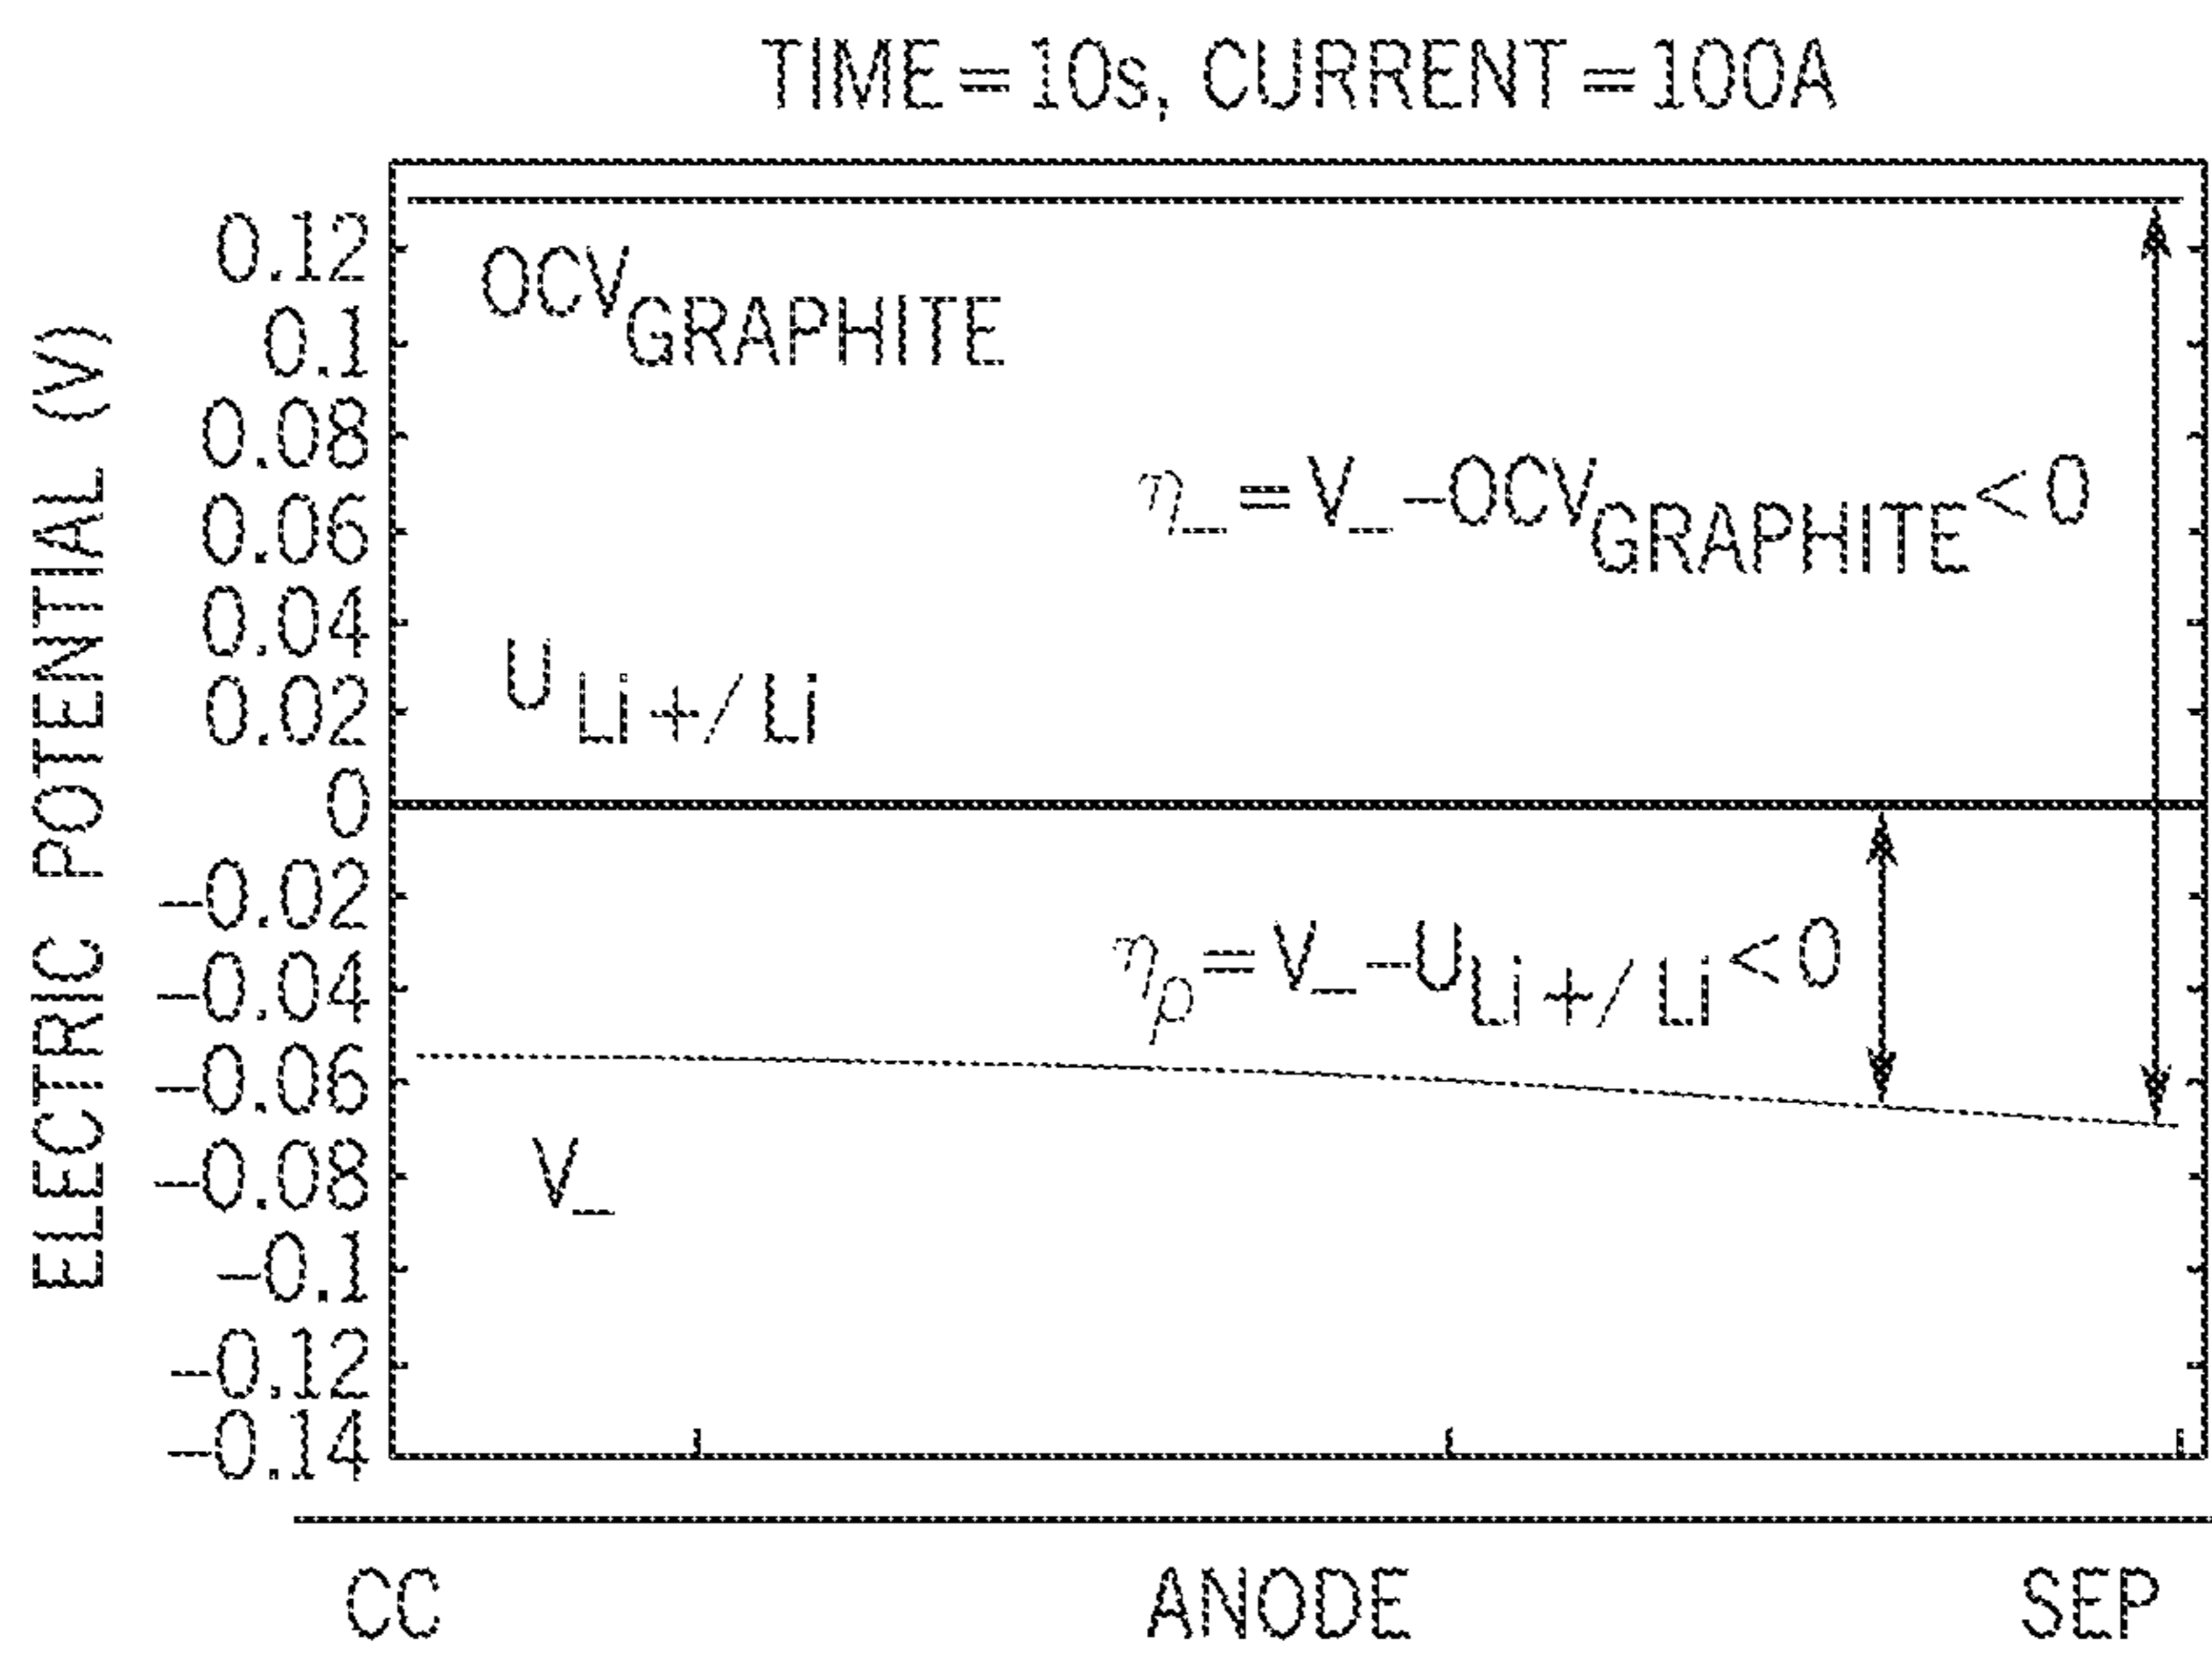 TIME=10s, CURRENT=100A
ELECTRIC POTENTIAL (V)
0.12
0.1
0.08
0.06
0.04
0.02
0
–0.02
–0.04
–0.06
–0.08
–0.1
–0.12
–0.14
OCV_GRAPHITE
η_– = V_– – OCV_GRAPHITE < 0
U_Li+/Li
η_ρ = V_– – U_Li+/Li < 0
V_–
CC ANODE SEP